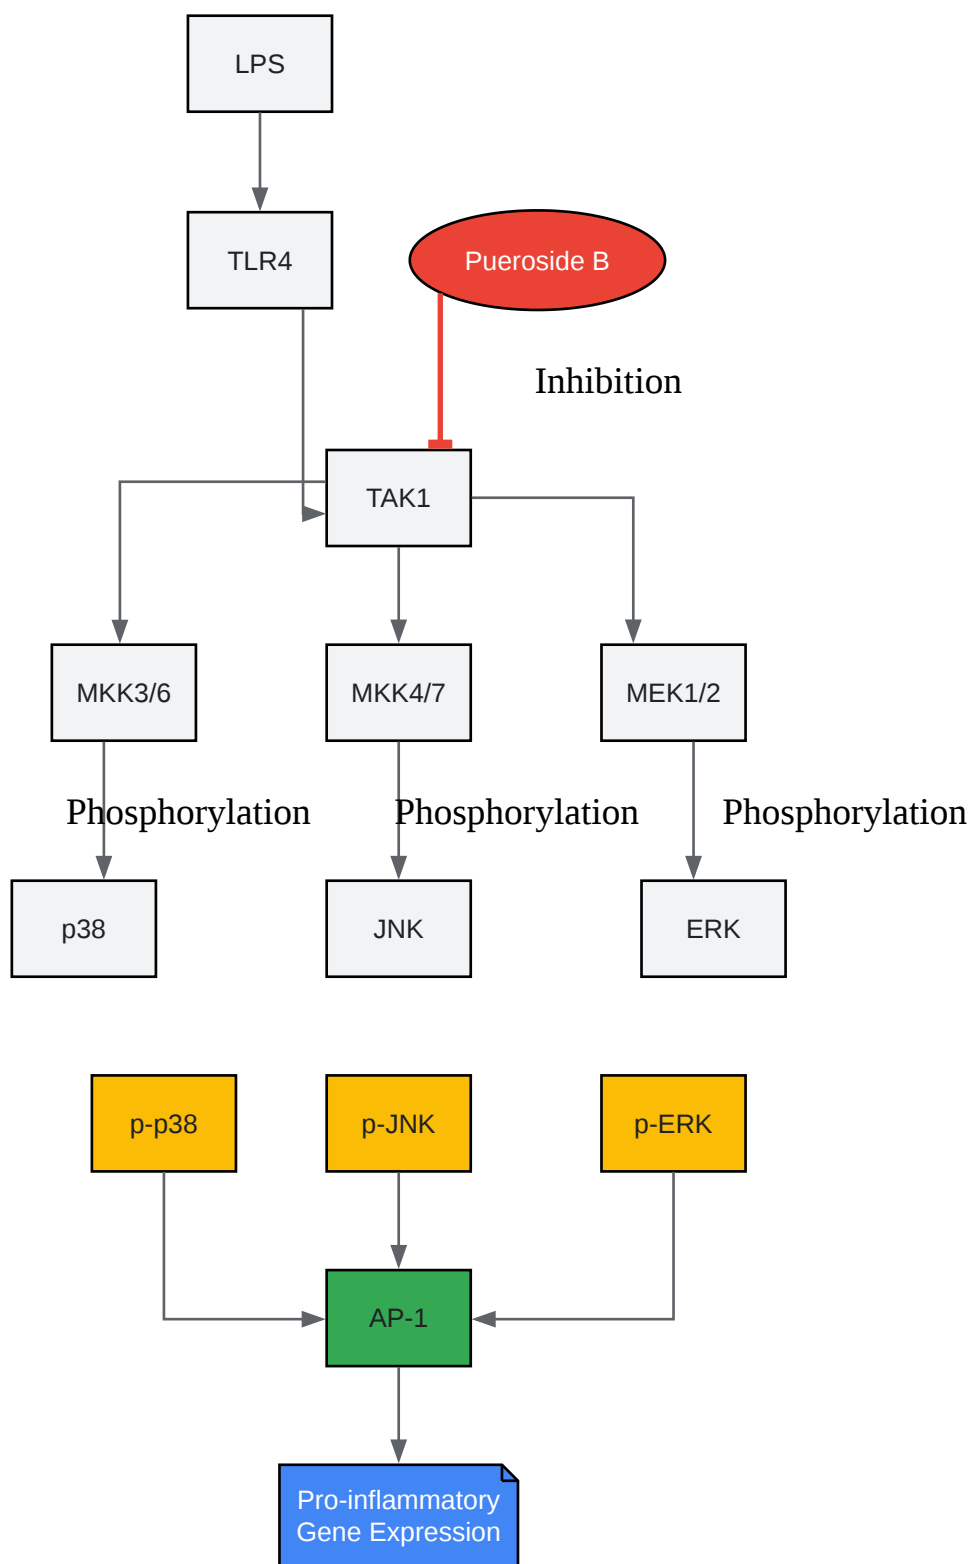 LPS
TLR4
Pueroside B
Inhibition
TAK1
MKK3/6
MKK4/7
MEK1/2
Phosphorylation
Phosphorylation
Phosphorylation
p38
JNK
ERK
p-p38
p-JNK
p-ERK
AP-1
Pro-inflammatory
Gene Expression